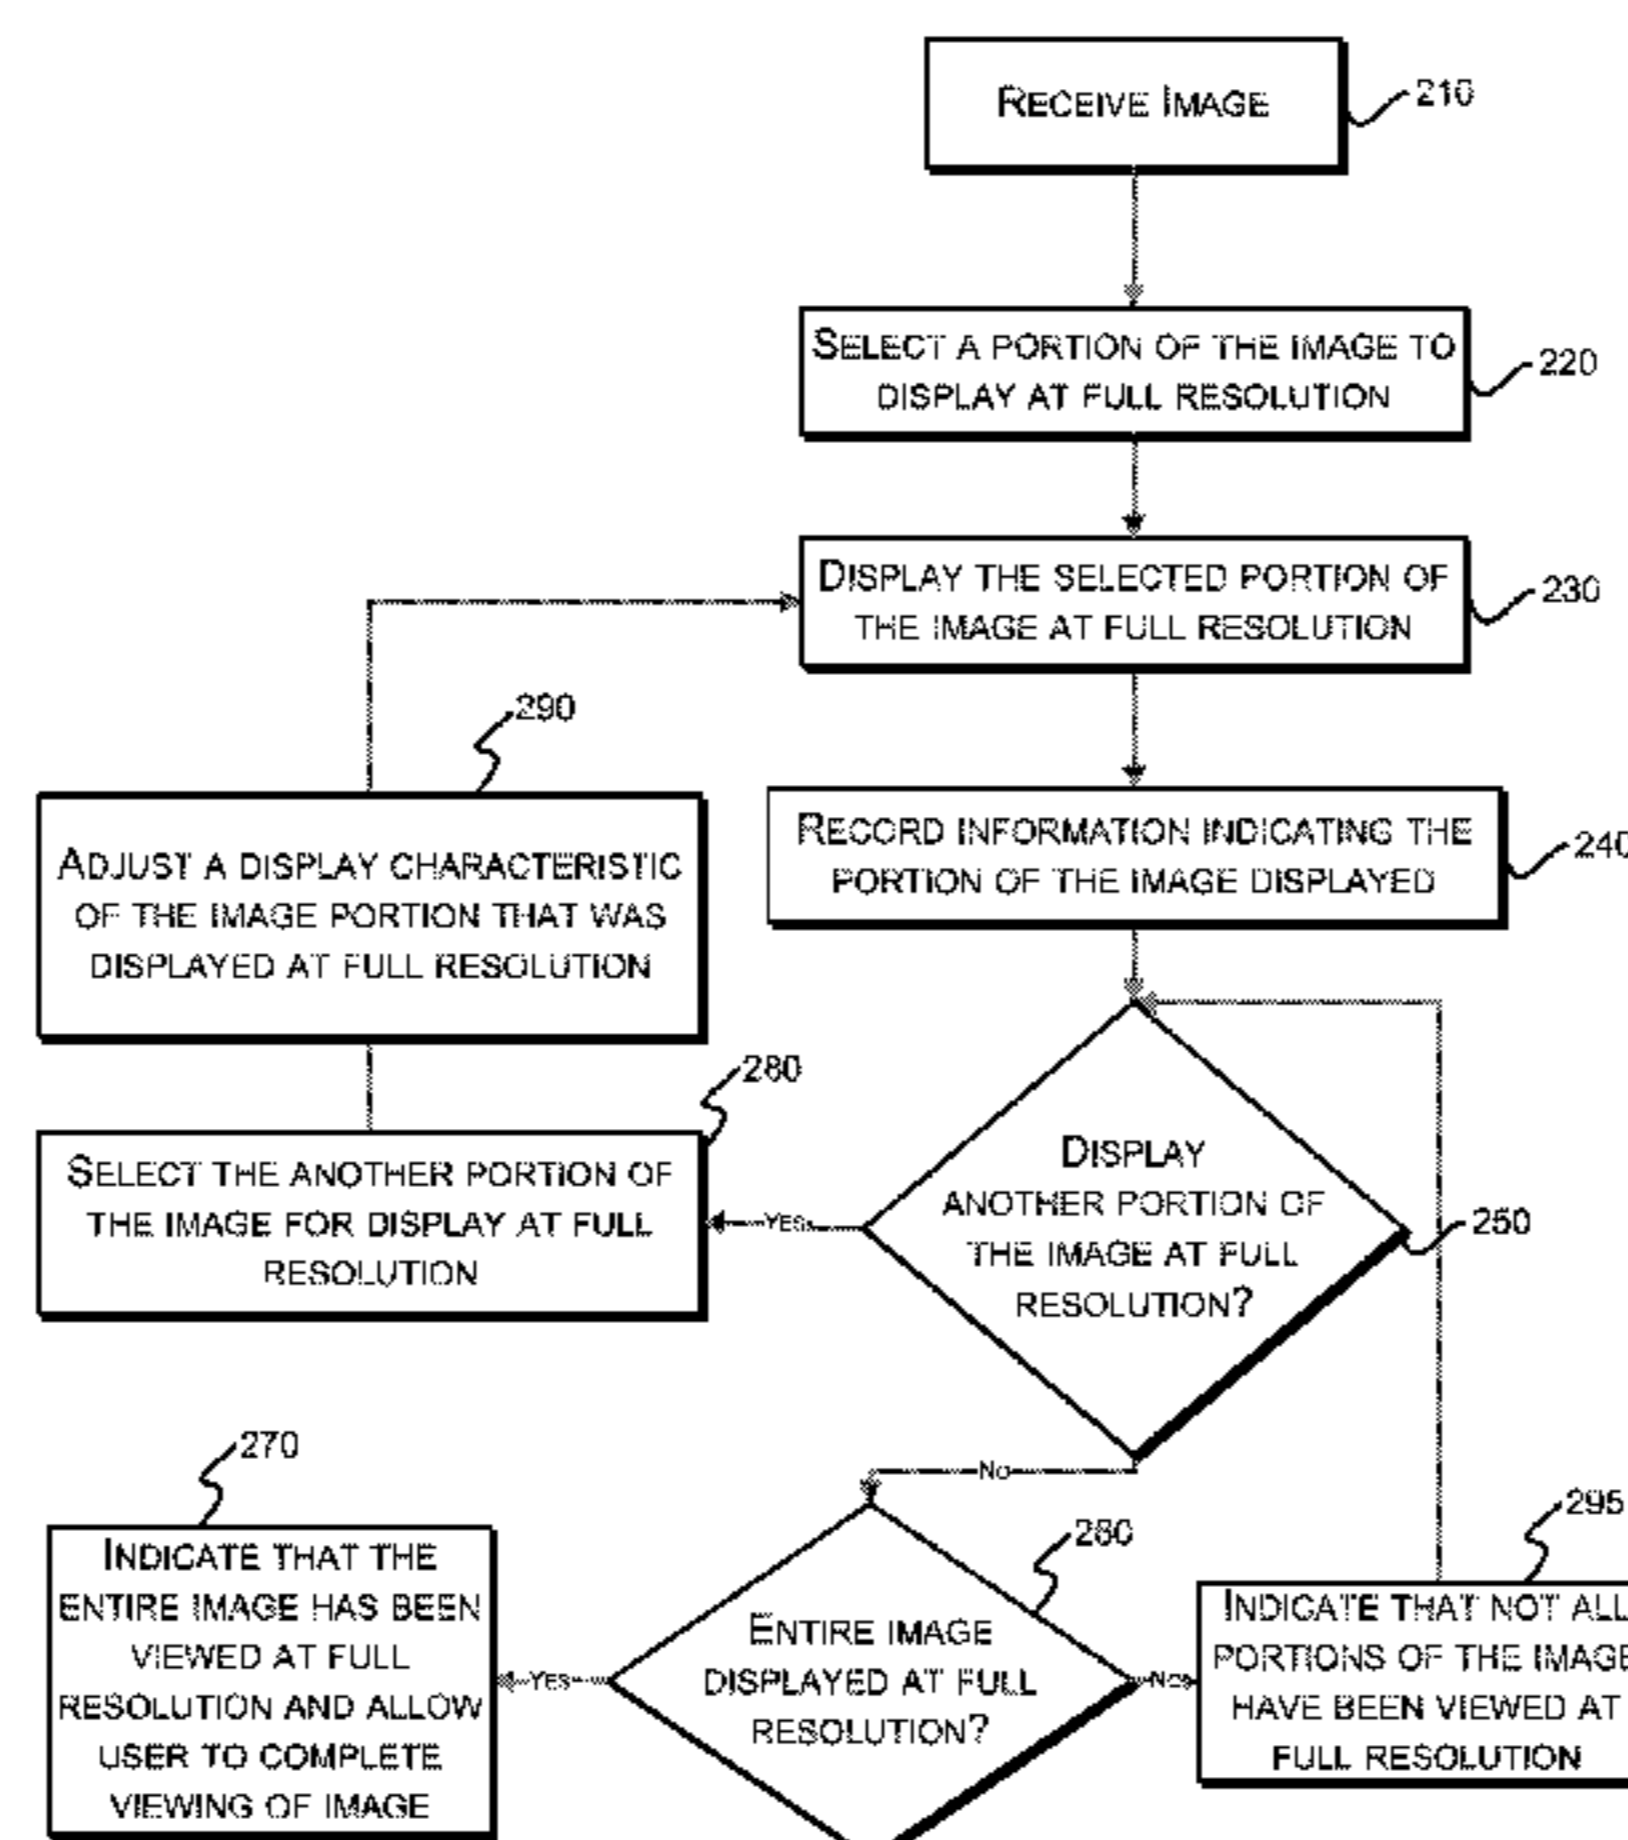 RECEIVE IMAGE
210
SELECT A PORTION OF THE IMAGE TO
DISPLAY AT FULL RESOLUTION
220
DISPLAY THE SELECTED PORTION OF
THE IMAGE AT FULL RESOLUTION
230
290
ADJUST A DISPLAY CHARACTERISTIC
OF THE IMAGE PORTION THAT WAS
DISPLAYED AT FULL RESOLUTION
RECORD INFORMATION INDICATING THE
PORTION OF THE IMAGE DISPLAYED
240
280
SELECT THE ANOTHER PORTION OF
THE IMAGE FOR DISPLAY AT FULL
RESOLUTION
YES
DISPLAY
ANOTHER PORTION OF
THE IMAGE AT FULL
RESOLUTION?
250
NO
270
INDICATE THAT THE
ENTIRE IMAGE HAS BEEN
VIEWED AT FULL
RESOLUTION AND ALLOW
USER TO COMPLETE
VIEWING OF IMAGE
YES
260
ENTIRE IMAGE
DISPLAYED AT FULL
RESOLUTION?
NO
295
INDICATE THAT NOT ALL
PORTIONS OF THE IMAGE
HAVE BEEN VIEWED AT
FULL RESOLUTION